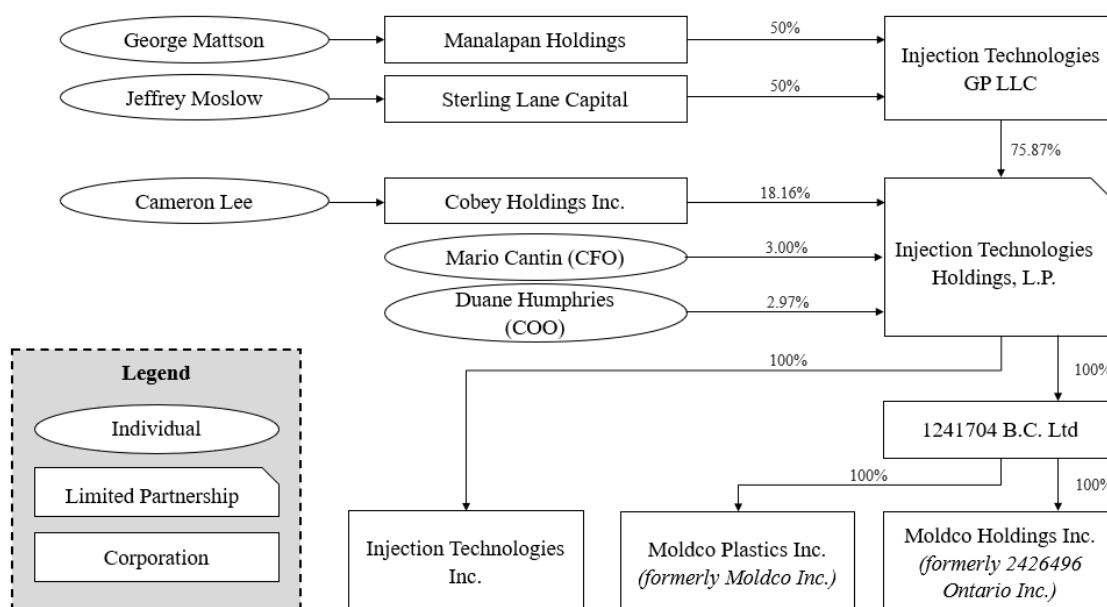 George Mattson
Manalapan Holdings
50%
Injection Technologies
GP LLC
Jeffrey Moslow
Sterling Lane Capital
50%
75.87%
Cameron Lee
Cobey Holdings Inc.
18.16%
Injection Technologies
Holdings, L.P.
Mario Cantin (CFO)
3.00%
Duane Humphries
(COO)
2.97%
100%
100%
Legend
Individual
Limited Partnership
Corporation
1241704 B.C. Ltd
100%
100%
Injection Technologies
Inc.
Moldco Plastics Inc.
(formerly Moldco Inc.)
Moldco Holdings Inc.
(formerly 2426496
Ontario Inc.)